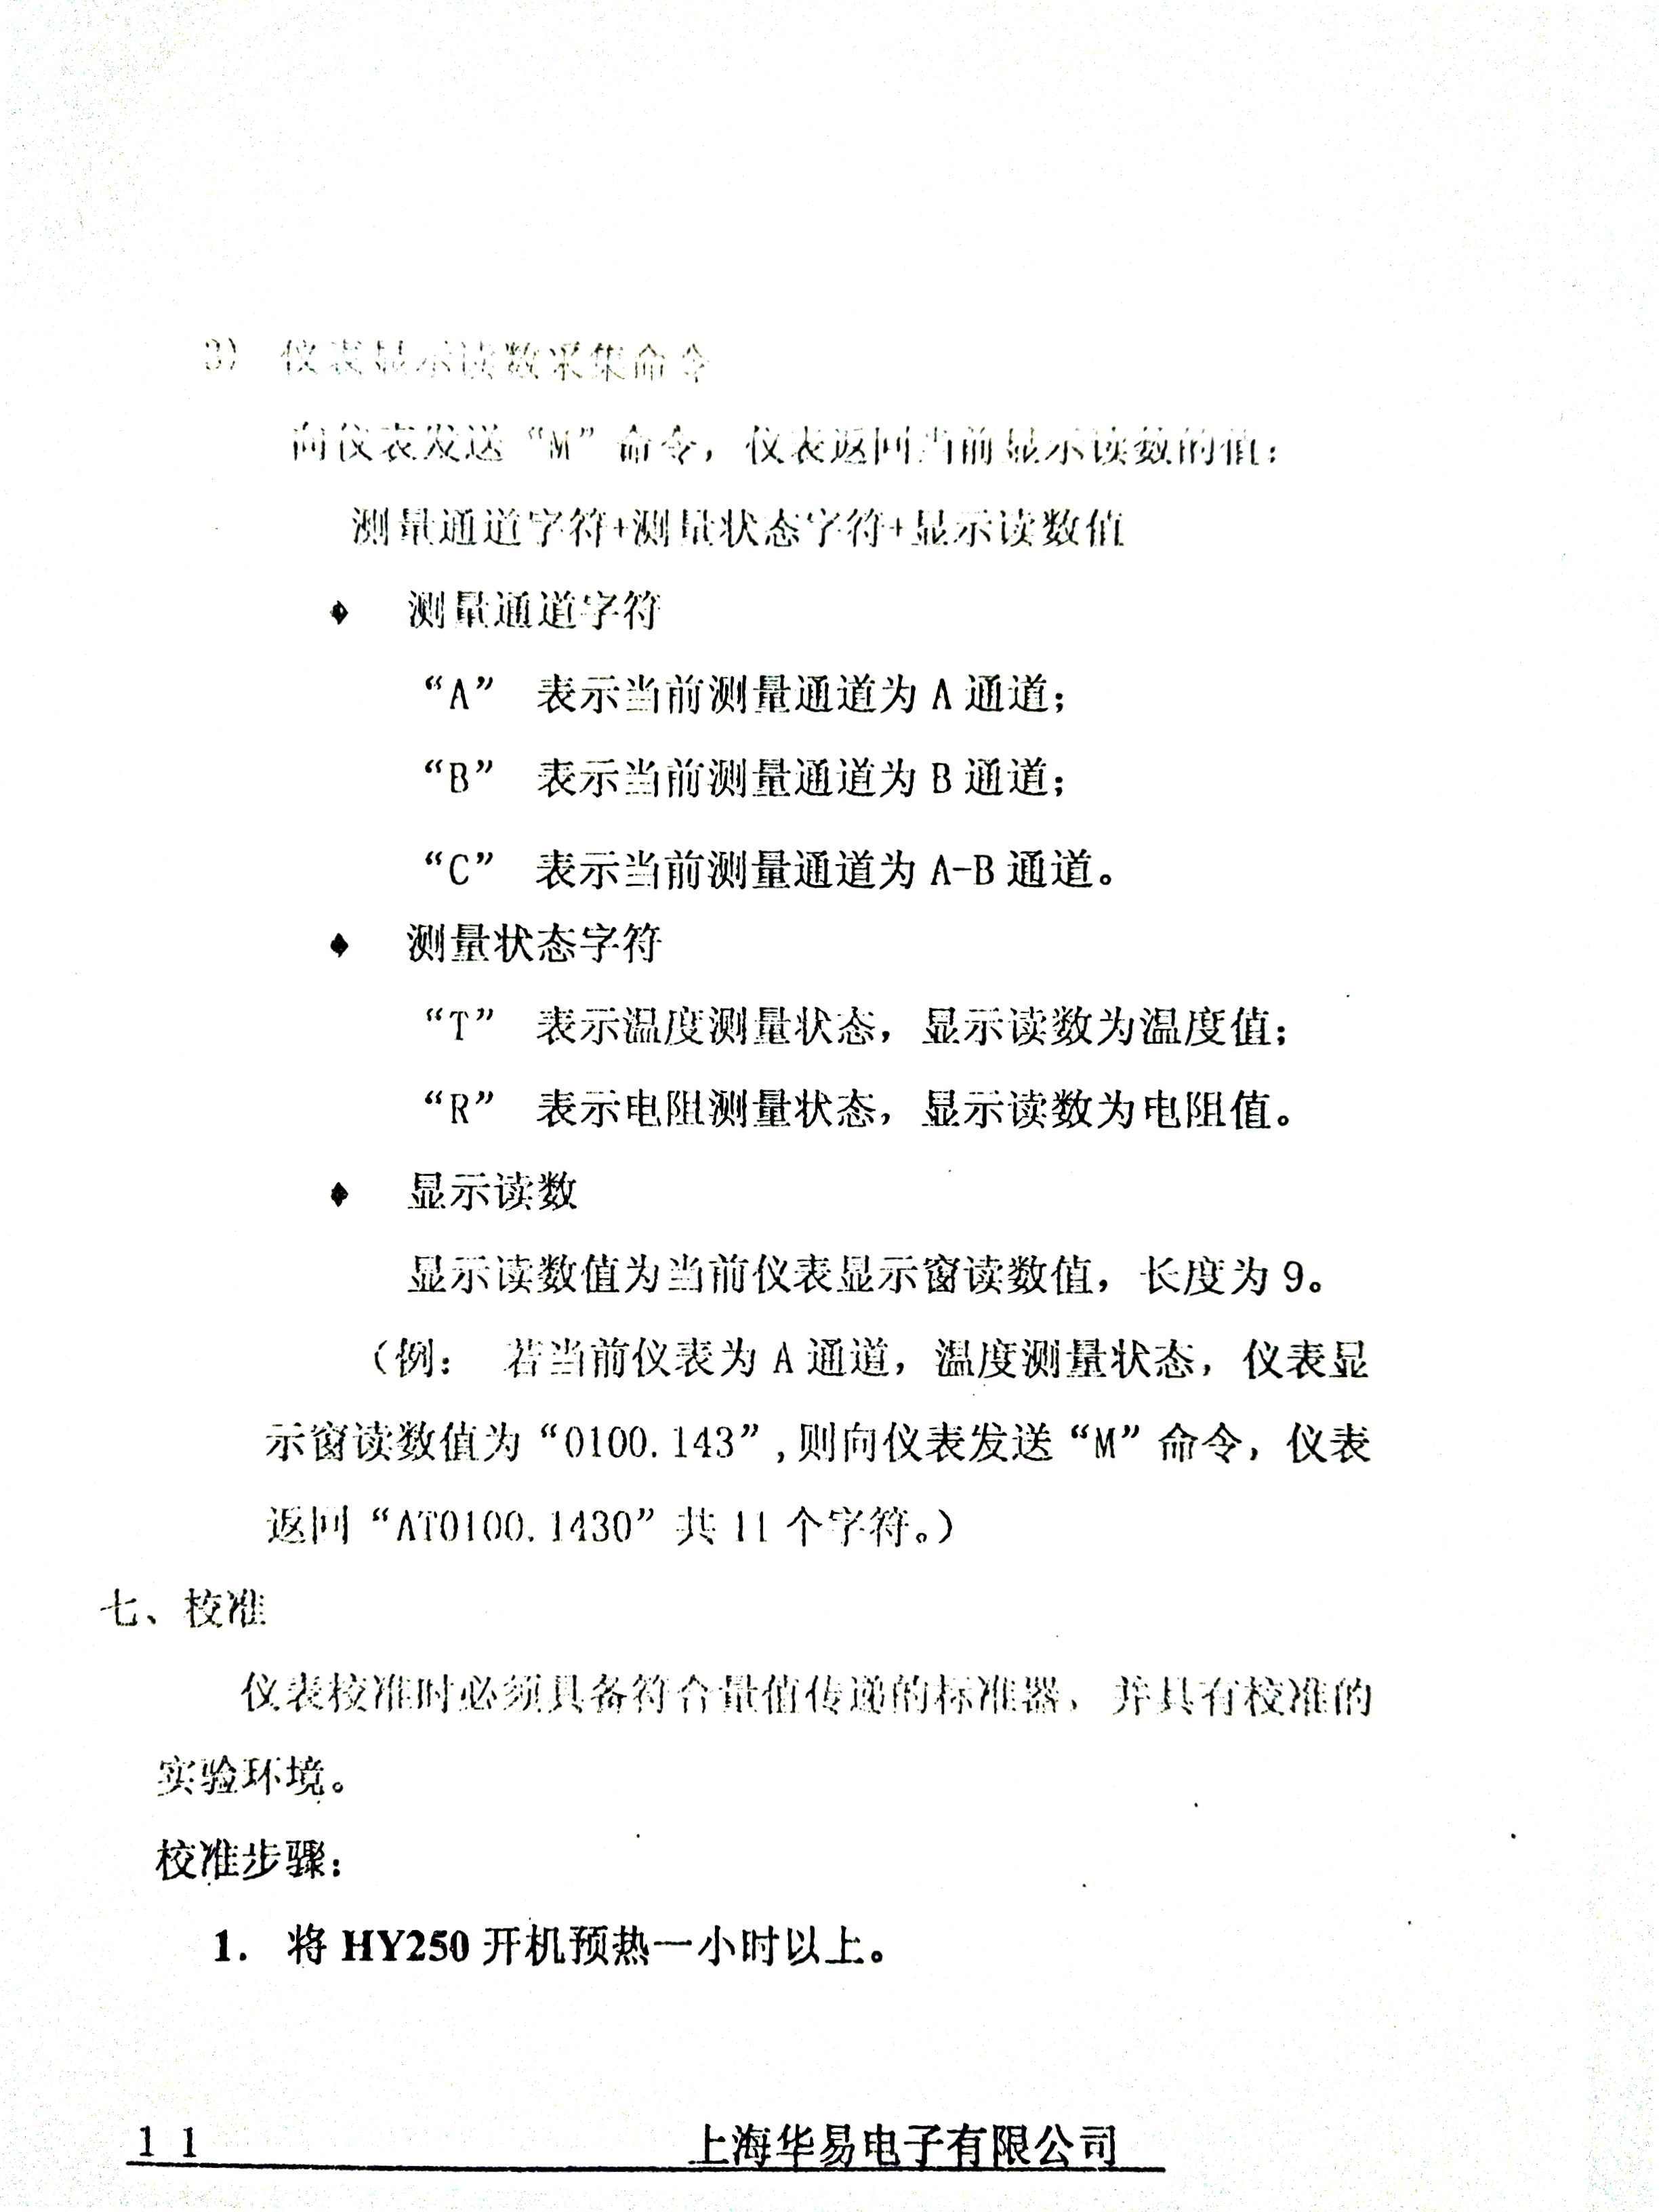 3) 仪表显示读数采集命令
向仪表发送“M”命令，仪表返回当前显示读数的值：
测量通道字符+测量状态字符+显示读数值
♦ 测量通道字符
“A” 表示当前测量通道为 A 通道；
“B” 表示当前测量通道为 B 通道；
“C” 表示当前测量通道为 A-B 通道。
♦ 测量状态字符
“T” 表示温度测量状态，显示读数为温度值；
“R” 表示电阻测量状态，显示读数为电阻值。
♦ 显示读数
显示读数值为当前仪表显示窗读数值，长度为 9。
（例： 若当前仪表为 A 通道，温度测量状态，仪表显
示窗读数值为“0100.143”,则向仪表发送“M”命令，仪表
返回“AT0100.1430”共 11 个字符。）
七、校准
仪表校准时必须具备符合量值传递的标准器、并具有校准的
实验环境。
校准步骤：
1. 将 HY250 开机预热一小时以上。
11 上海华易电子有限公司